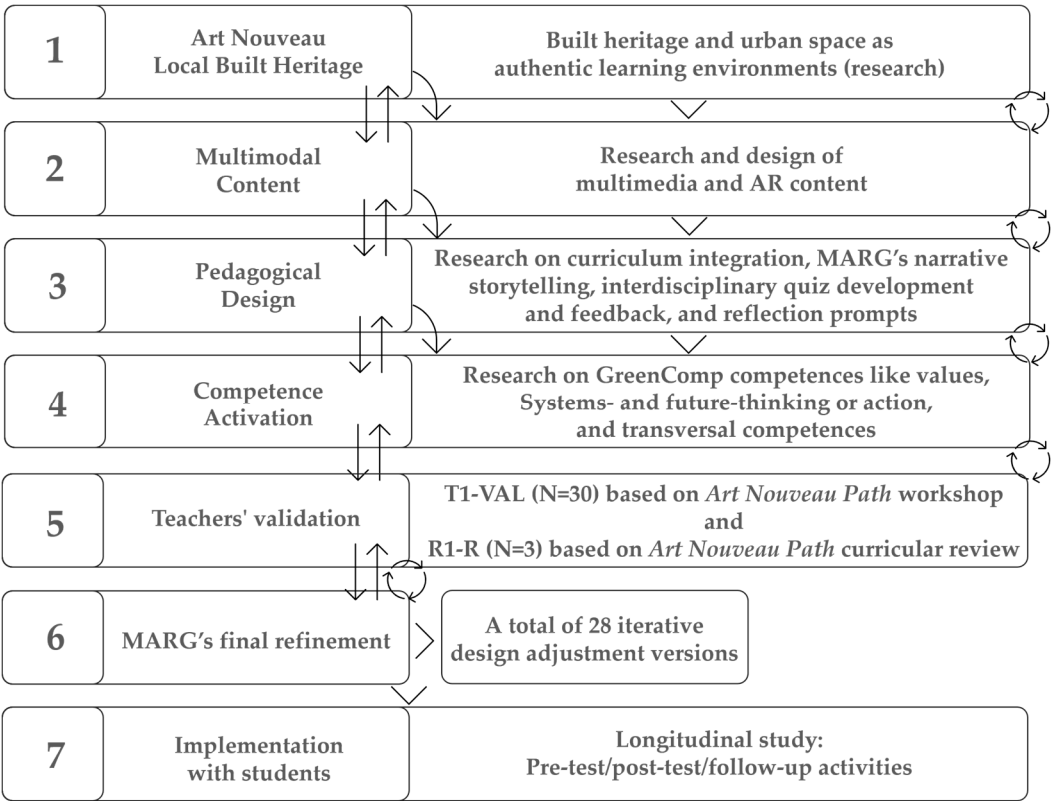 1
Art Nouveau
Local Built Heritage
Built heritage and urban space as
authentic learning environments (research)
2
Multimodal
Content
Research and design of
multimedia and AR content
3
Pedagogical
Design
Research on curriculum integration, MARG's narrative
storytelling, interdisciplinary quiz development
and feedback, and reflection prompts
4
Competence
Activation
Research on GreenComp competences like values,
Systems- and future-thinking or action,
and transversal competences
5
Teachers' validation
T1-VAL (N=30) based on Art Nouveau Path workshop
and
R1-R (N=3) based on Art Nouveau Path curricular review
6
MARG's final refinement
A total of 28 iterative
design adjustment versions
7
Implementation
with students
Longitudinal study:
Pre-test/post-test/follow-up activities